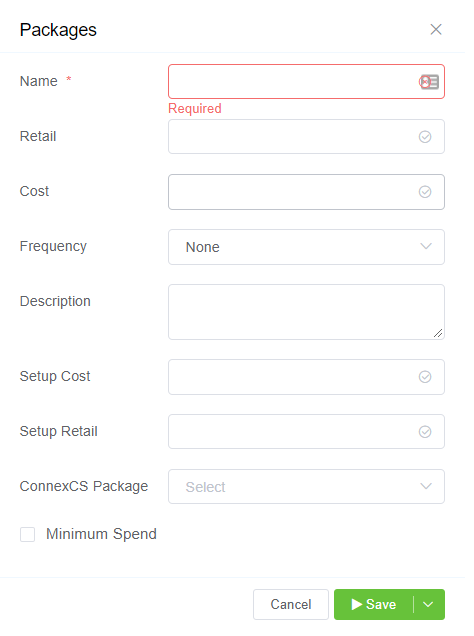 Packages
Name *
Required
Retail
Cost
Frequency
None
Description
Setup Cost
Setup Retail
ConnexCS Package
Select
Minimum Spend
Cancel
Save